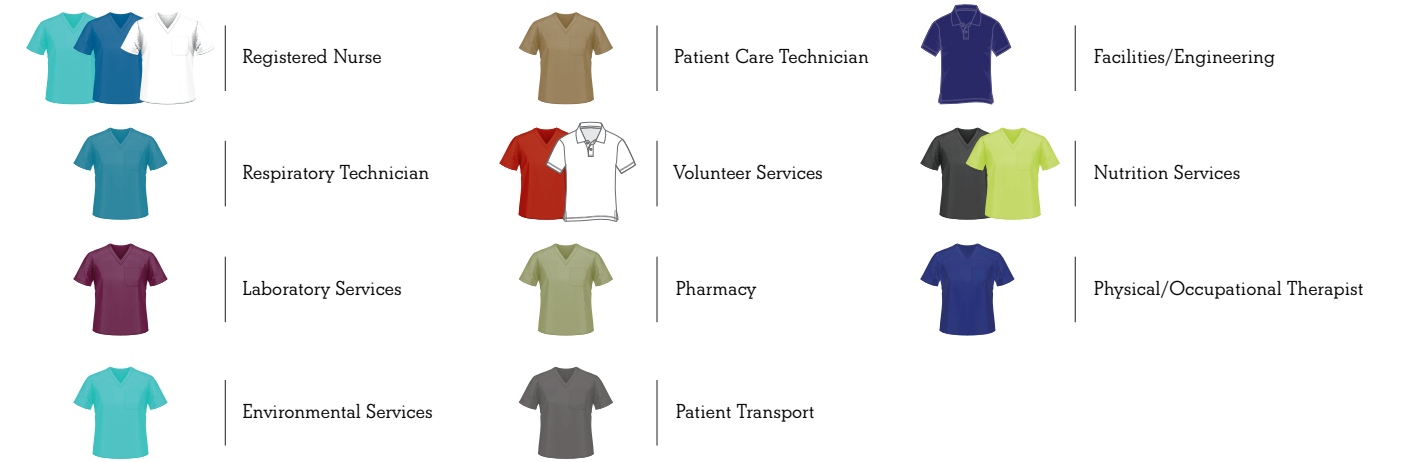 Registered Nurse
Patient Care Technician
Facilities/Engineering
Respiratory Technician
Volunteer Services
Nutrition Services
Laboratory Services
Pharmacy
Physical/Occupational Therapist
Environmental Services
Patient Transport